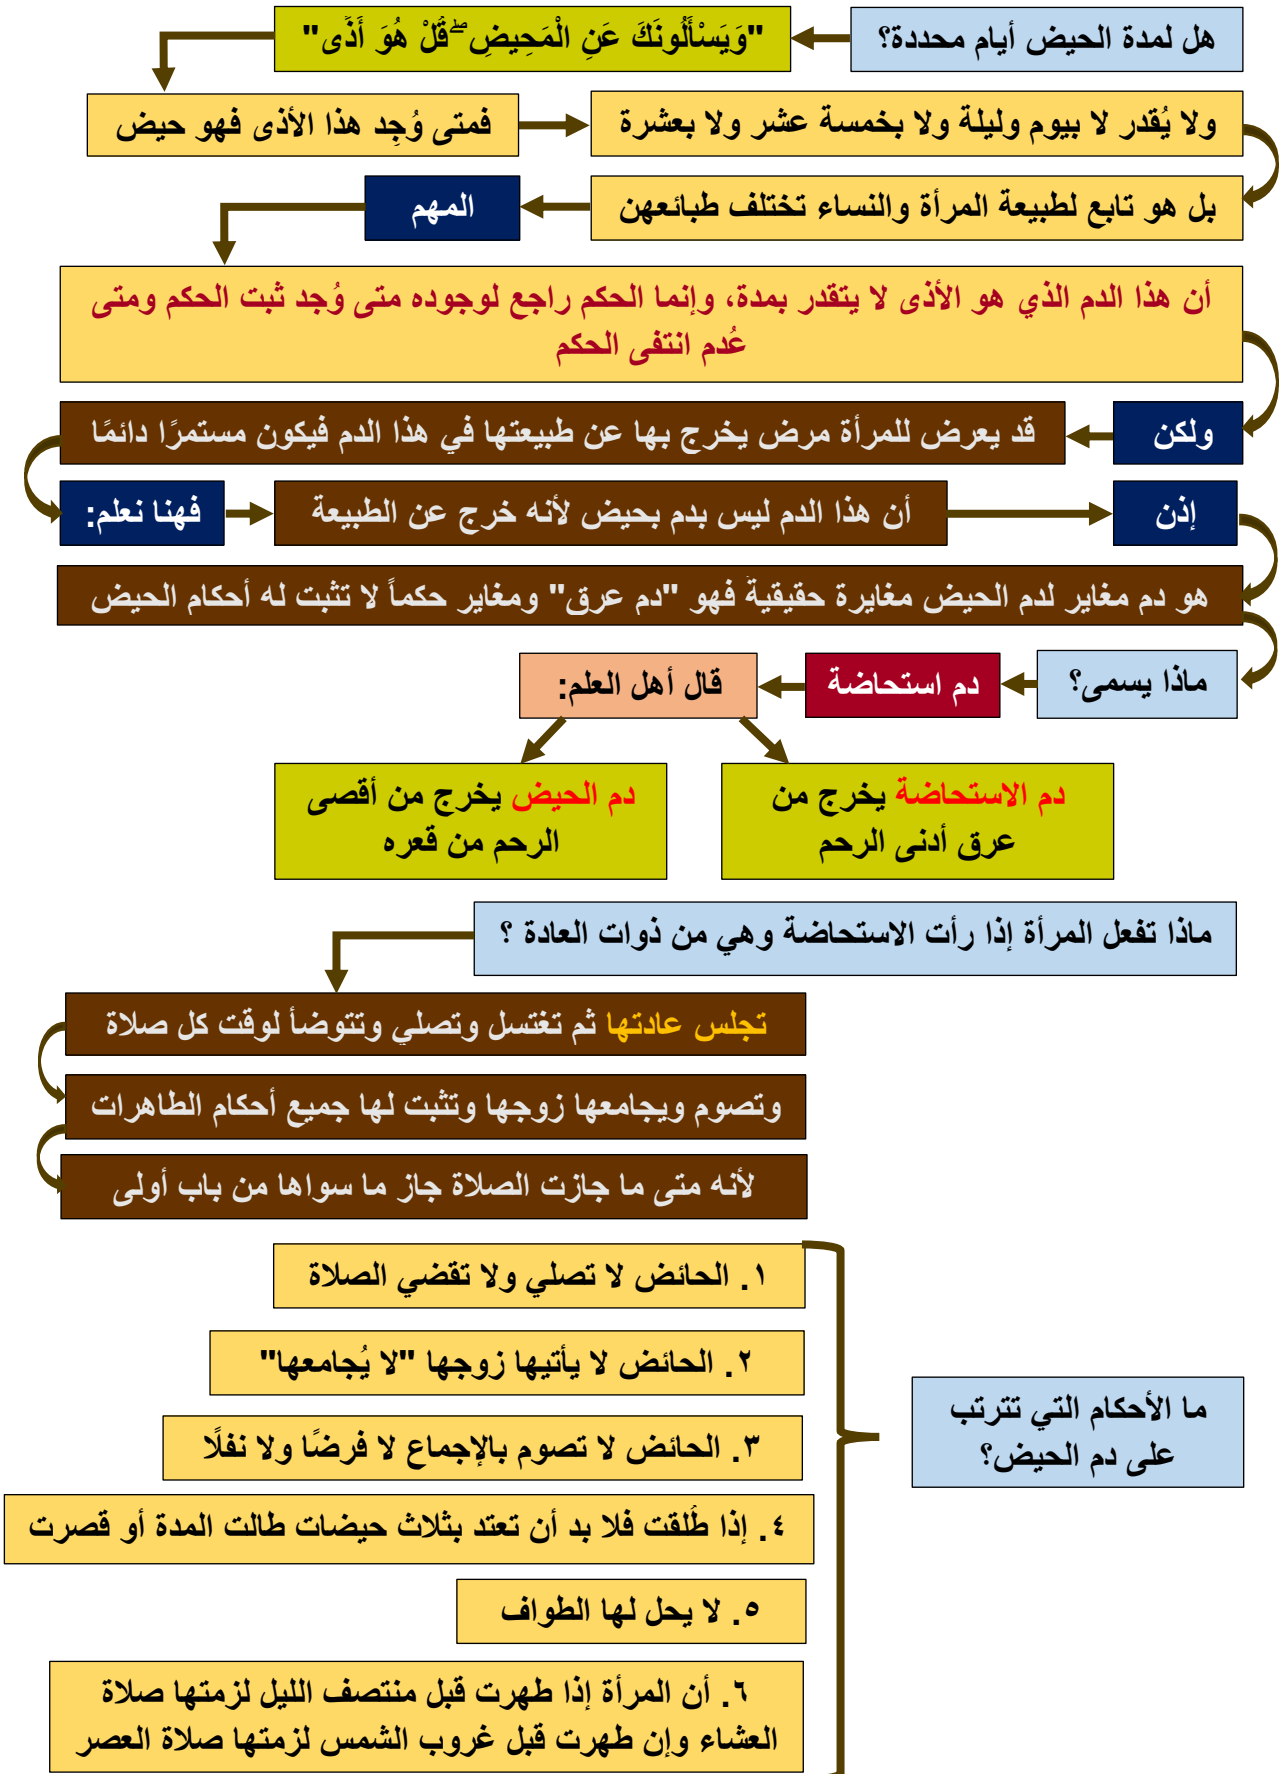 هل لمدة الحيض أيام محددة؟
"وَيَسْأَلُونَكَ عَنِ الْمَحِيضِ ۖ قُلْ هُوَ أَذًى"
فمتى وُجِد هذا الأذى فهو حيض
ولا يُقدر لا بيوم وليلة ولا بخمسة عشر ولا بعشرة
بل هو تابع لطبيعة المرأة والنساء تختلف طبائعهن
المهم
أن هذا الدم الذي هو الأذى لا يتقدر بمدة، وإنما الحكم راجع لوجوده متى وُجد ثبت الحكم ومتى
عُدم انتفى الحكم
ولكن
قد يعرض للمرأة مرض يخرج بها عن طبيعتها في هذا الدم فيكون مستمرًا دائمًا
فهنا نعلم:
أن هذا الدم ليس بدم بحيض لأنه خرج عن الطبيعة
إذن
هو دم مغاير لدم الحيض مغايرة حقيقية فهو "دم عرق" ومغاير حكماً لا تثبت له أحكام الحيض
ماذا يسمى؟
دم استحاضة
قال أهل العلم:
دم الاستحاضة يخرج من
عرق أدنى الرحم
دم الحيض يخرج من أقصى
الرحم من قعره
ماذا تفعل المرأة إذا رأت الاستحاضة وهي من ذوات العادة ؟
تجلس عادتها ثم تغتسل وتصلي وتتوضأ لوقت كل صلاة
وتصوم ويجامعها زوجها وتثبت لها جميع أحكام الطاهرات
لأنه متى ما جازت الصلاة جاز ما سواها من باب أولى
ما الأحكام التي تترتب
على دم الحيض؟
١. الحائض لا تصلي ولا تقضي الصلاة
٢. الحائض لا يأتيها زوجها "لا يُجامعها"
٣. الحائض لا تصوم بالإجماع لا فرضًا ولا نفلًا
٤. إذا طُلقت فلا بد أن تعتد بثلاث حيضات طالت المدة أو قصرت
٥. لا يحل لها الطواف
٦. أن المرأة إذا طهرت قبل منتصف الليل لزمتها صلاة
العشاء وإن طهرت قبل غروب الشمس لزمتها صلاة العصر